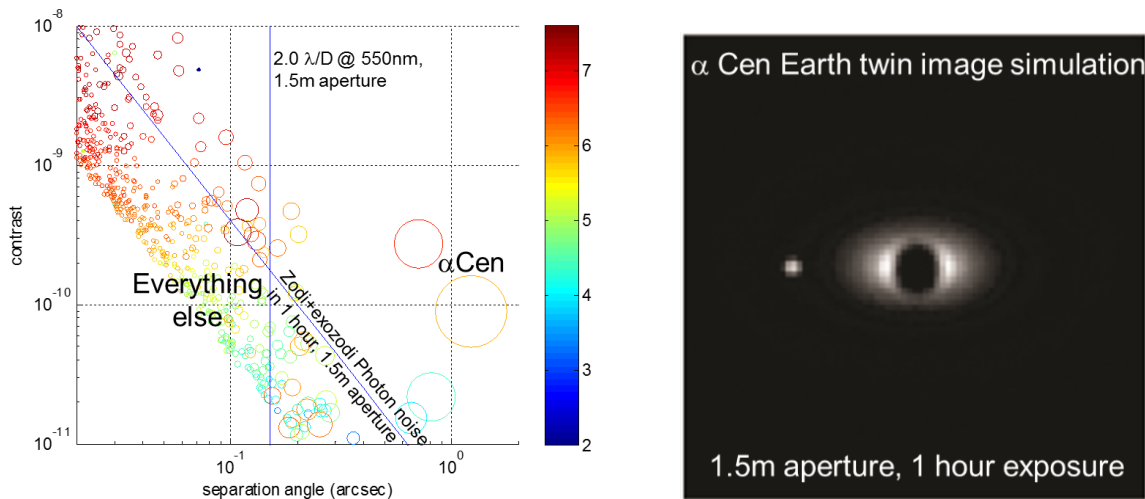 10^-8
10^-9
10^-10
10^-11
contrast
10^-1
10^0
separation angle (arcsec)
2.0 λ/D @ 550nm,
1.5m aperture
Everything
else
αCen
Zodi+exozodi Photon noise
in 1 hour, 1.5m aperture
7
6
5
4
3
2
α Cen Earth twin image simulation
1.5m aperture, 1 hour exposure